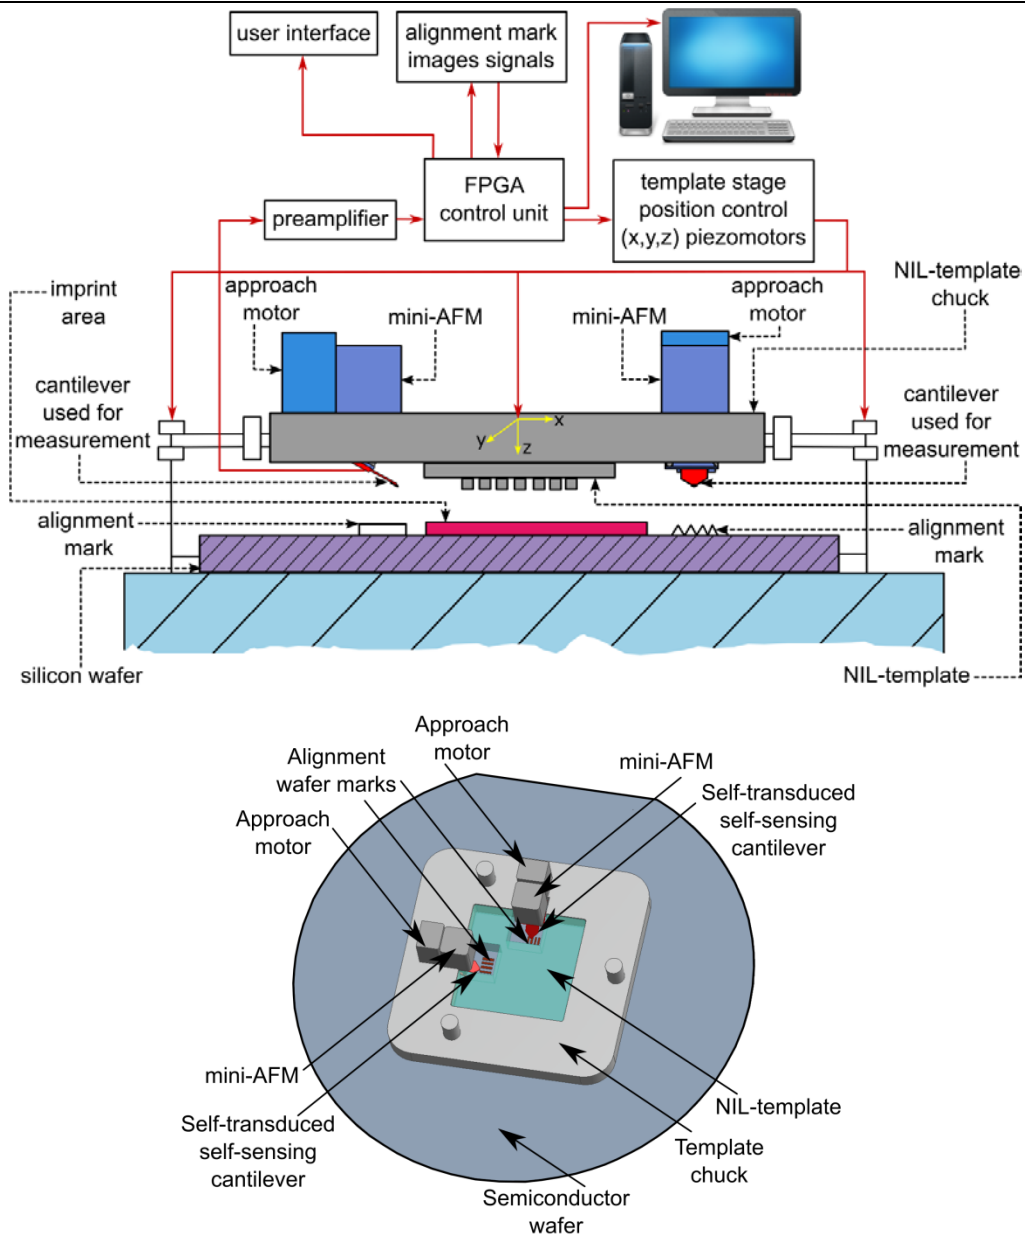 user interface
alignment mark
images signals
FPGA
control unit
template stage
position control
(x,y,z) piezomotors
preamplifier
NIL-template
chuck
imprint
area
approach
motor
mini-AFM
mini-AFM
approach
motor
cantilever
used for
measurement
x
y
z
cantilever
used for
measurement
alignment
mark
alignment
mark
silicon wafer
NIL-template
Approach
motor
Alignment
wafer marks
mini-AFM
Approach
motor
Self-transduced
self-sensing
cantilever
mini-AFM
Self-transduced
self-sensing
cantilever
NIL-template
Template
chuck
Semiconductor
wafer